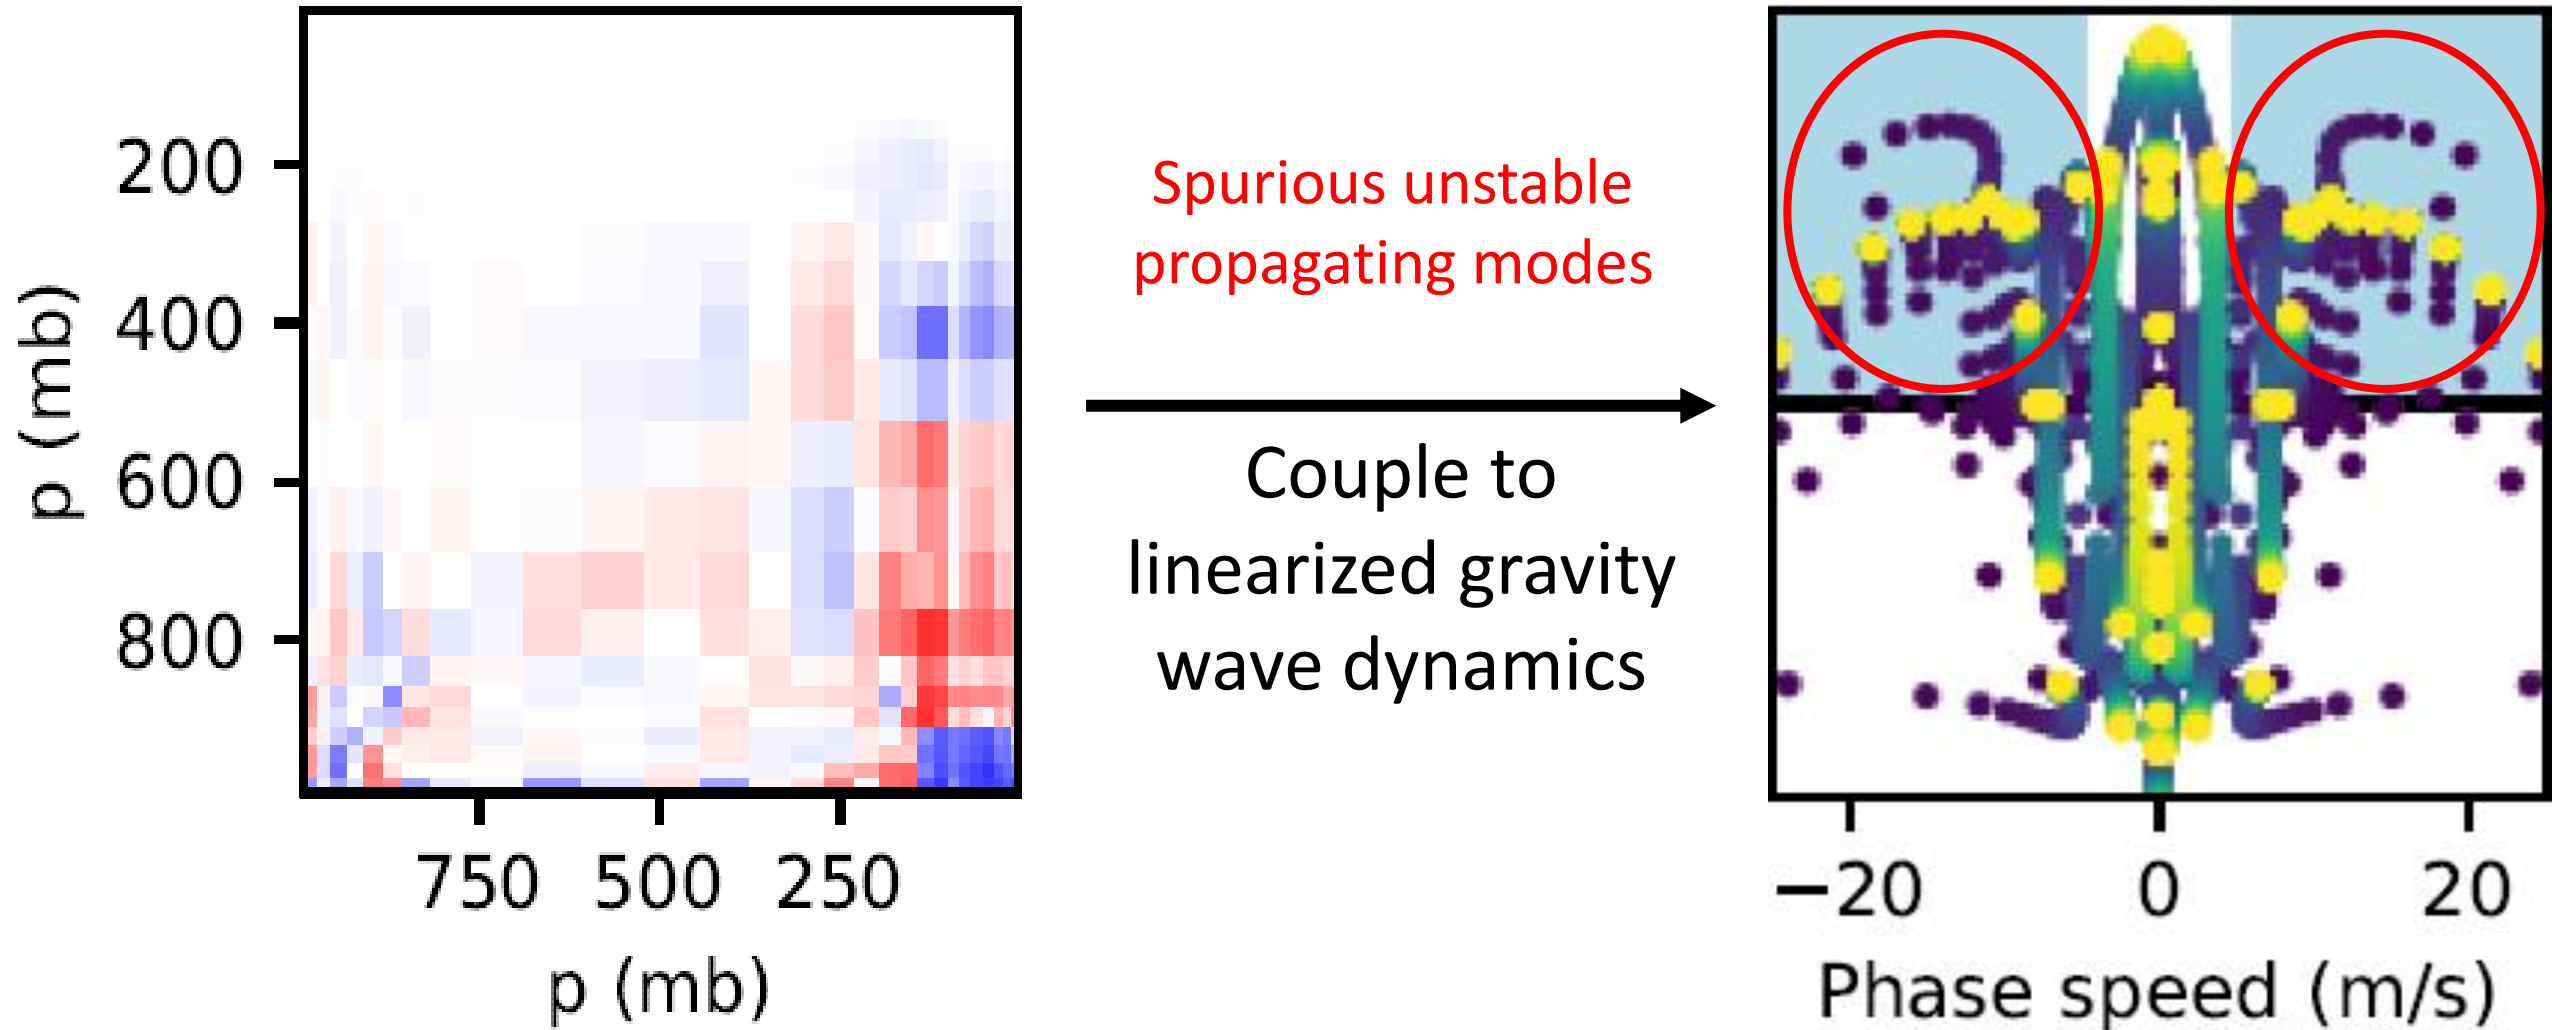 200
400
600
800
p (mb)
750 500 250
p (mb)
Spurious unstable
propagating modes
Couple to
linearized gravity
wave dynamics
−20 0 20
Phase speed (m/s)